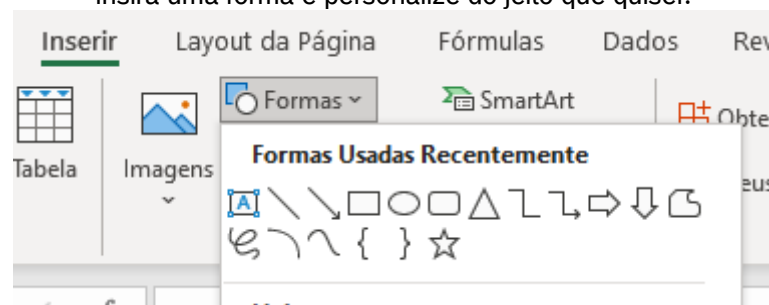 insira uma forma e personalize do jeito que quiser.
Inserir Layout da Página Fórmulas Dados
Formas SmartArt
Tabela Imagens
Formas Usadas Recentemente
A